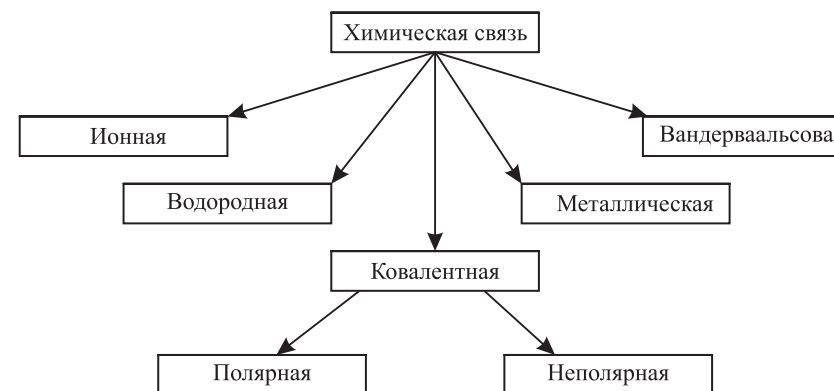 Химическая связь
Ионная
Вандерваальсова
Водородная
Металлическая
Ковалентная
Полярная
Неполярная